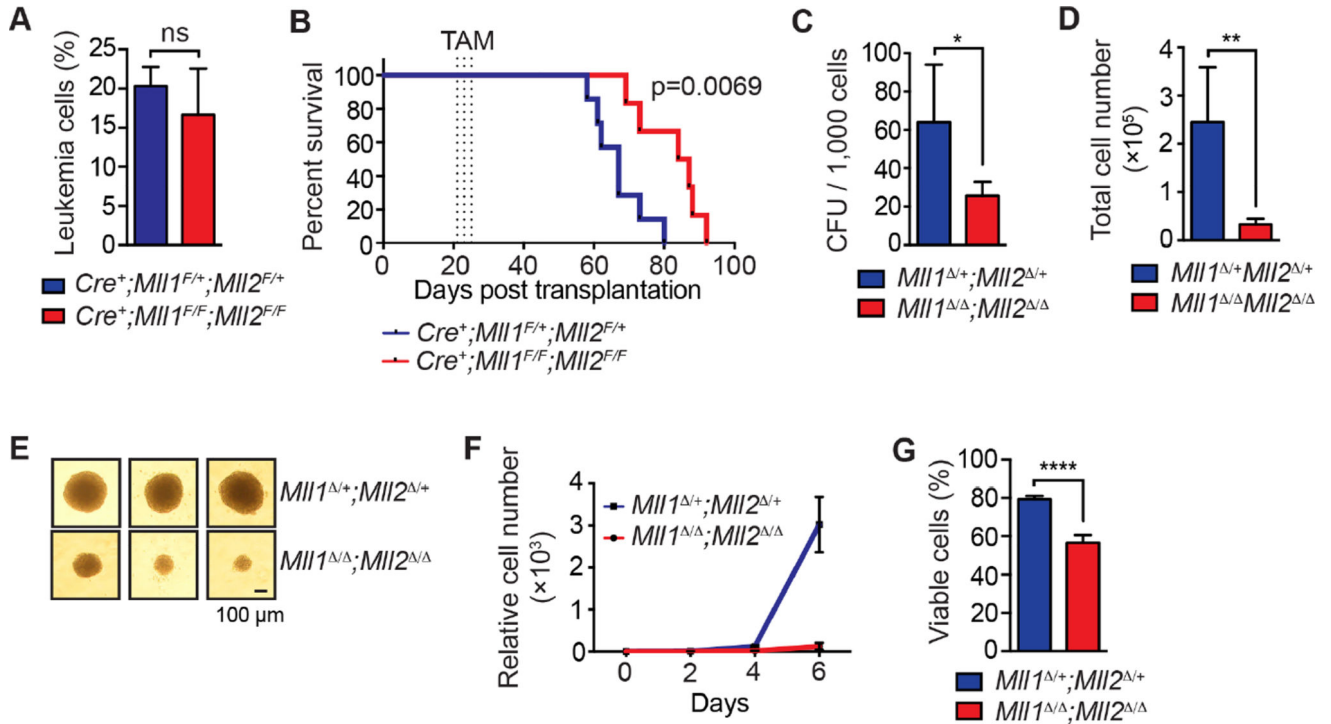 A
Leukemia cells (%)
25
20
15
10
5
0
ns
Cre⁺;Mll1ᶠ/⁺;Mll2ᶠ/⁺
Cre⁺;Mll1ᶠ/ᶠ;Mll2ᶠ/ᶠ
B
TAM
Percent survival
100
80
60
40
20
0
p=0.0069
0 20 40 60 80 100
Days post transplantation
Cre⁺;Mll1ᶠ/⁺;Mll2ᶠ/⁺
Cre⁺;Mll1ᶠ/ᶠ;Mll2ᶠ/ᶠ
C
CFU / 1,000 cells
100
80
60
40
20
0
*
Mll1Δ/⁺;Mll2Δ/⁺
Mll1Δ/Δ;Mll2Δ/Δ
D
Total cell number
(×10⁵)
4
3
2
1
0
**
Mll1Δ/⁺Mll2Δ/⁺
Mll1Δ/ΔMll2Δ/Δ
E
Mll1Δ/⁺;Mll2Δ/⁺
Mll1Δ/Δ;Mll2Δ/Δ
100 µm
F
Relative cell number
(×10³)
4
3
2
1
0
Mll1Δ/⁺;Mll2Δ/⁺
Mll1Δ/Δ;Mll2Δ/Δ
0 2 4 6
Days
G
Viable cells (%)
100
80
60
40
20
0
****
Mll1Δ/⁺;Mll2Δ/⁺
Mll1Δ/Δ;Mll2Δ/Δ